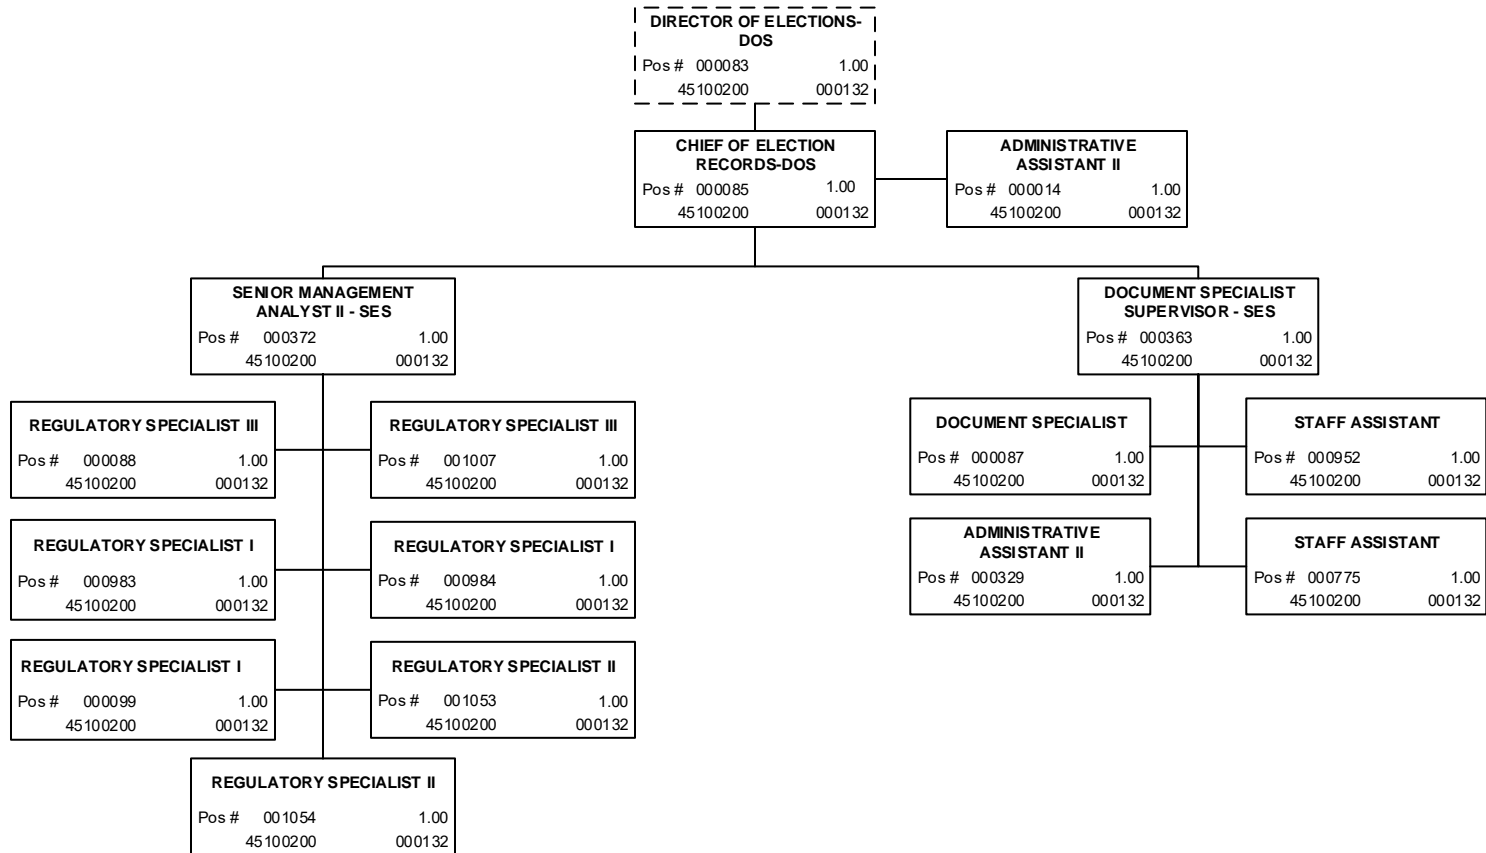 DIRECTOR OF ELECTIONS-
DOS
Pos # 000083 1.00
45100200 000132
CHIEF OF ELECTION
RECORDS-DOS
Pos # 000085 1.00
45100200 000132
ADMINISTRATIVE
ASSISTANT II
Pos # 000014 1.00
45100200 000132
SENIOR MANAGEMENT
ANALYST II - SES
Pos # 000372 1.00
45100200 000132
DOCUMENT SPECIALIST
SUPERVISOR - SES
Pos # 000363 1.00
45100200 000132
REGULATORY SPECIALIST III
Pos # 000088 1.00
45100200 000132
REGULATORY SPECIALIST III
Pos # 001007 1.00
45100200 000132
DOCUMENT SPECIALIST
Pos # 000087 1.00
45100200 000132
STAFF ASSISTANT
Pos # 000952 1.00
45100200 000132
REGULATORY SPECIALIST I
Pos # 000983 1.00
45100200 000132
REGULATORY SPECIALIST I
Pos # 000984 1.00
45100200 000132
ADMINISTRATIVE
ASSISTANT II
Pos # 000329 1.00
45100200 000132
STAFF ASSISTANT
Pos # 000775 1.00
45100200 000132
REGULATORY SPECIALIST I
Pos # 000099 1.00
45100200 000132
REGULATORY SPECIALIST II
Pos # 001053 1.00
45100200 000132
REGULATORY SPECIALIST II
Pos # 001054 1.00
45100200 000132